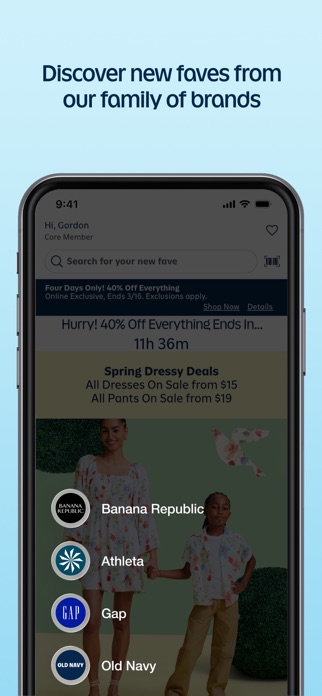 Discover new faves from
our family of brands
9:41
Hi, Gordon
Core Member
Search for your new fave
Four Days Only! 40% Off Everything
Online Exclusive, Ends 3/16. Exclusions apply.
Shop Now Details
Hurry! 40% Off Everything Ends In...
11h 36m
Spring Dressy Deals
All Dresses On Sale from $15
All Pants On Sale from $19
BANANA REPUBLIC Banana Republic
Athleta
GAP Gap
OLD NAVY Old Navy